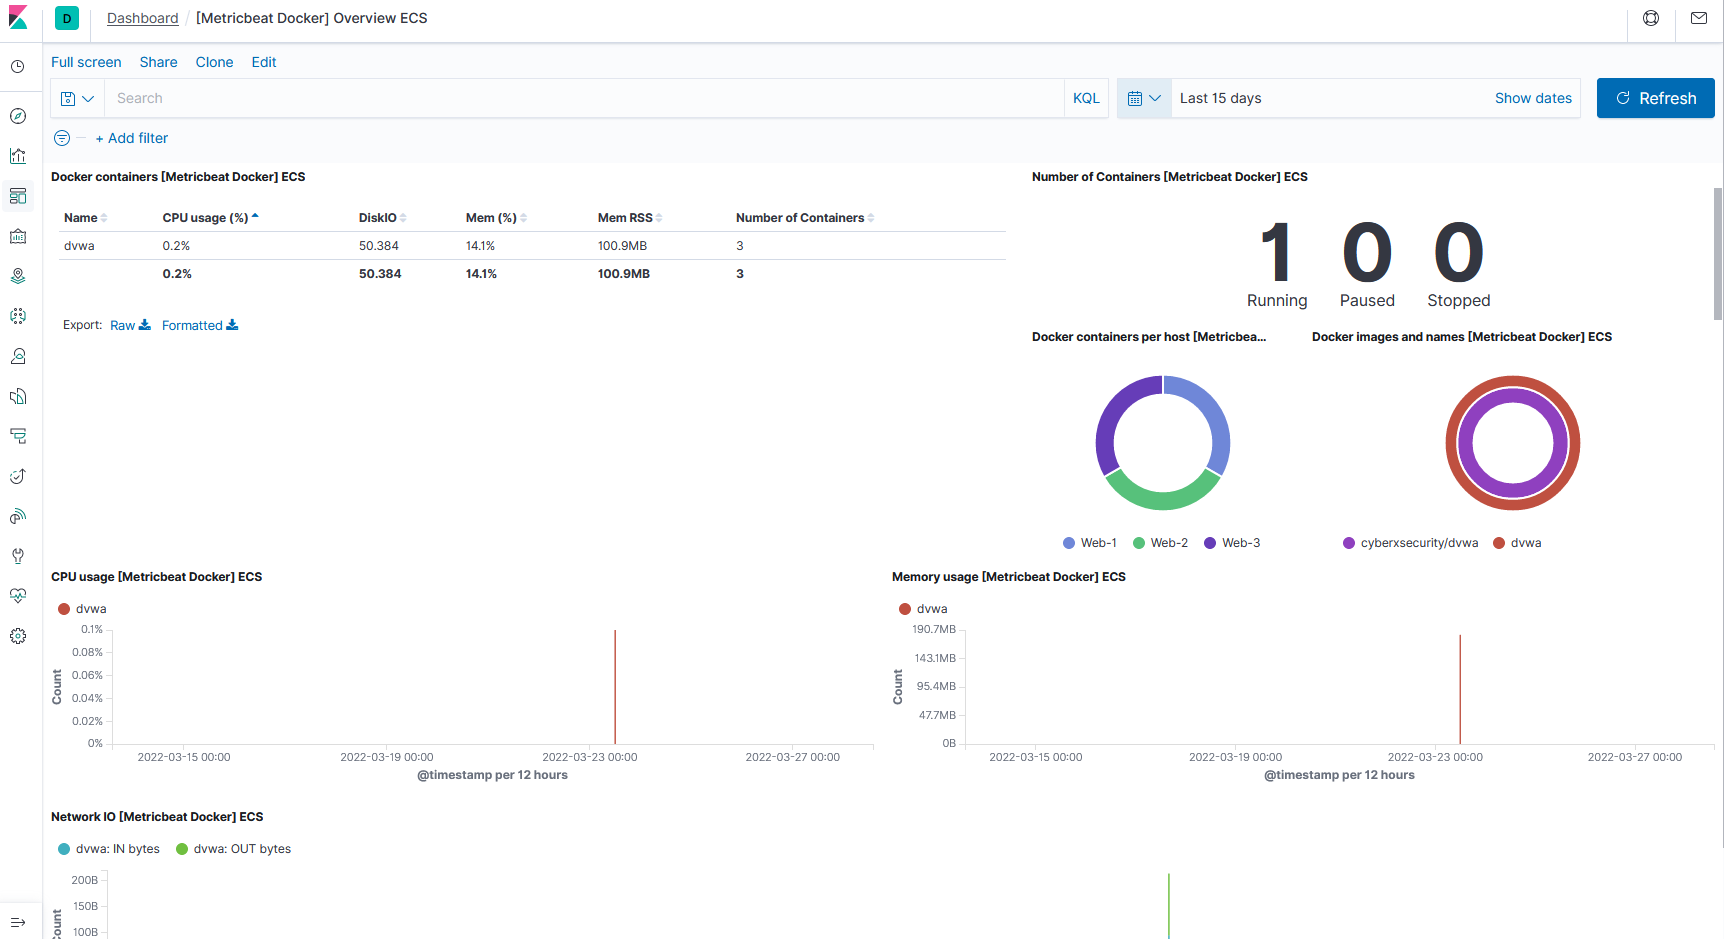 D Dashboard / [Metricbeat Docker] Overview ECS
Full screen Share Clone Edit
Search KQL Last 15 days Show dates Refresh
+ Add filter
Docker containers [Metricbeat Docker] ECS
Name CPU usage (%) DiskIO Mem (%) Mem RSS Number of Containers
dvwa 0.2% 50.384 14.1% 100.9MB 3
0.2% 50.384 14.1% 100.9MB 3
Export: Raw Formatted
Number of Containers [Metricbeat Docker] ECS
1 0 0
Running Paused Stopped
Docker containers per host [Metricbea...
Web-1 Web-2 Web-3
Docker images and names [Metricbeat Docker] ECS
cyberxsecurity/dvwa dvwa
CPU usage [Metricbeat Docker] ECS
dvwa
0.1%
0.08%
0.06%
0.04%
0.02%
0%
Count
2022-03-15 00:00 2022-03-19 00:00 2022-03-23 00:00 2022-03-27 00:00
@timestamp per 12 hours
Memory usage [Metricbeat Docker] ECS
dvwa
190.7MB
143.1MB
95.4MB
47.7MB
0B
Count
2022-03-15 00:00 2022-03-19 00:00 2022-03-23 00:00 2022-03-27 00:00
@timestamp per 12 hours
Network IO [Metricbeat Docker] ECS
dvwa: IN bytes dvwa: OUT bytes
200B
150B
100B
Count